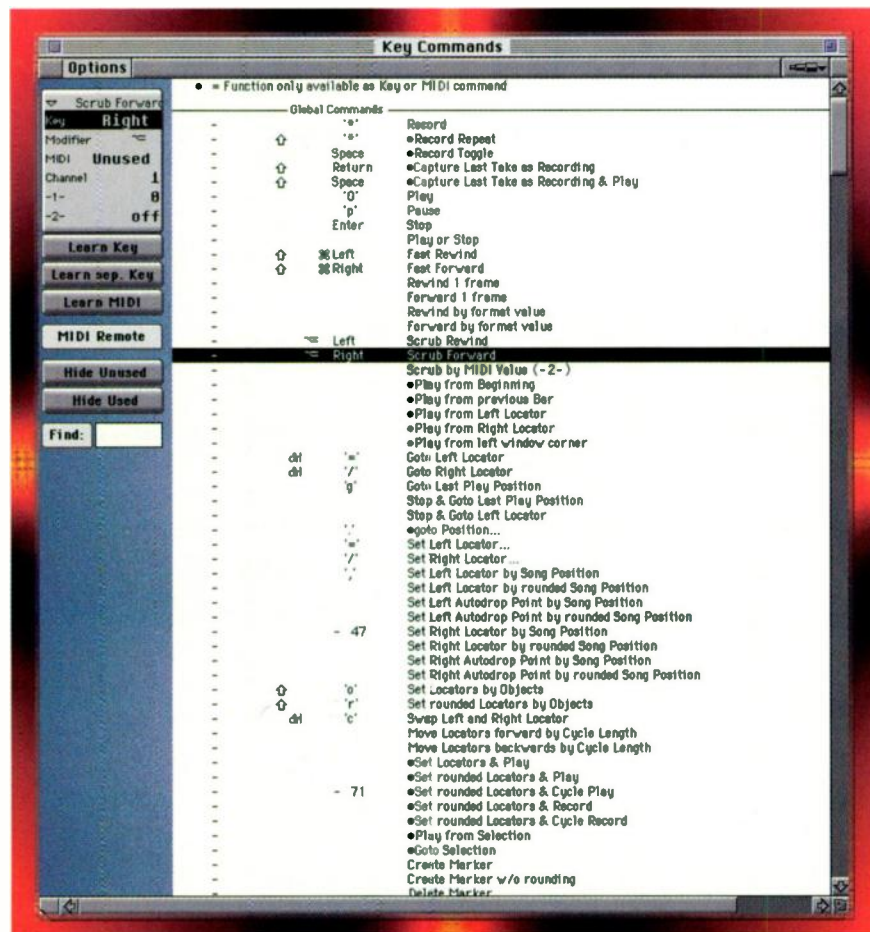 Key Commands
Options
● = Function only available as Key or MIDI command
Scrub Forward
Key Right
Modifier ⌥
MIDI Unused
Channel 1
-1- 0
-2- off
Learn Key
Learn sep. Key
Learn MIDI
MIDI Remote
Hide Unused
Hide Used
Find:
Global Commands
- '*' Record
- ⇧ '*' ●Record Repeat
- Space ●Record Toggle
- ⇧ Return ●Capture Last Take as Recording
- ⇧ Space ●Capture Last Take as Recording & Play
- '0' Play
- 'p' Pause
- Enter Stop
- Play or Stop
- ⇧ ⌘ Left Fast Rewind
- ⇧ ⌘ Right Fast Forward
- Rewind 1 frame
- Forward 1 frame
- Rewind by format value
- Forward by format value
- ⌥ Left Scrub Rewind
- ⌥ Right Scrub Forward
- Scrub by MIDI Value (-2-)
- ●Play from Beginning
- ●Play from previous Bar
- ●Play from Left Locator
- ●Play from Right Locator
- ●Play from left window corner
- ctrl '=' Goto Left Locator
- ctrl '/' Goto Right Locator
- 'g' Goto Last Play Position
- Stop & Goto Last Play Position
- Stop & Goto Left Locator
- ●goto Position...
- '=' Set Left Locator...
- '/' Set Right Locator...
- Set Left Locator by Song Position
- Set Left Locator by rounded Song Position
- Set Left Autodrop Point by Song Position
- Set Left Autodrop Point by rounded Song Position
- - 47 Set Right Locator by Song Position
- Set Right Locator by rounded Song Position
- Set Right Autodrop Point by Song Position
- Set Right Autodrop Point by rounded Song Position
- ⇧ 'o' Set Locators by Objects
- ⇧ 'r' Set rounded Locators by Objects
- ctrl 'c' Swap Left and Right Locator
- Move Locators forward by Cycle Length
- Move Locators backwards by Cycle Length
- ●Set Locators & Play
- ●Set rounded Locators & Play
- - 71 ●Set rounded Locators & Cycle Play
- ●Set rounded Locators & Record
- ●Set rounded Locators & Cycle Record
- ●Play from Selection
- ●Goto Selection
- Create Marker
- Create Marker w/o rounding
- Delete Marker